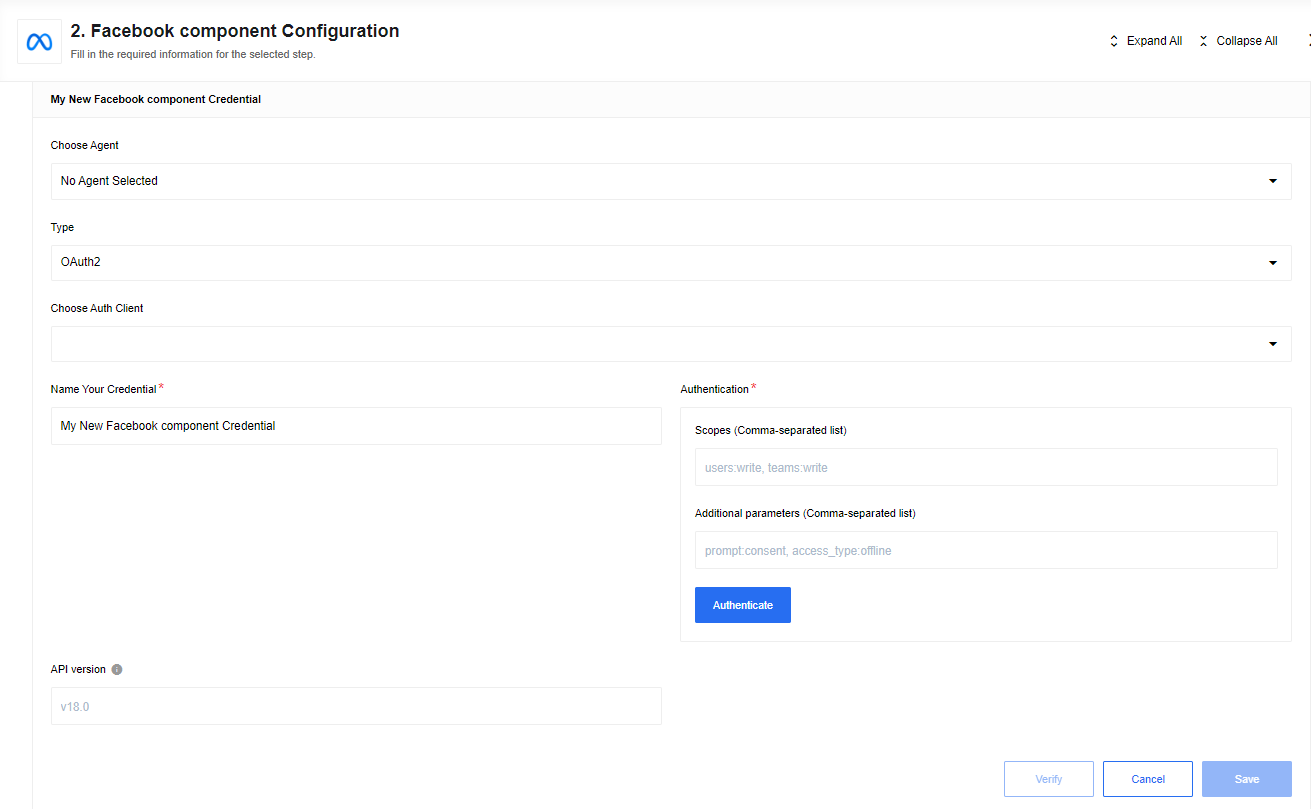 2. Facebook component Configuration
Fill in the required information for the selected step.
Expand All
Collapse All
My New Facebook component Credential
Choose Agent
No Agent Selected
Type
OAuth2
Choose Auth Client
Name Your Credential *
My New Facebook component Credential
Authentication *
Scopes (Comma-separated list)
users:write, teams:write
Additional parameters (Comma-separated list)
prompt:consent, access_type:offline
Authenticate
API version
v18.0
Verify
Cancel
Save